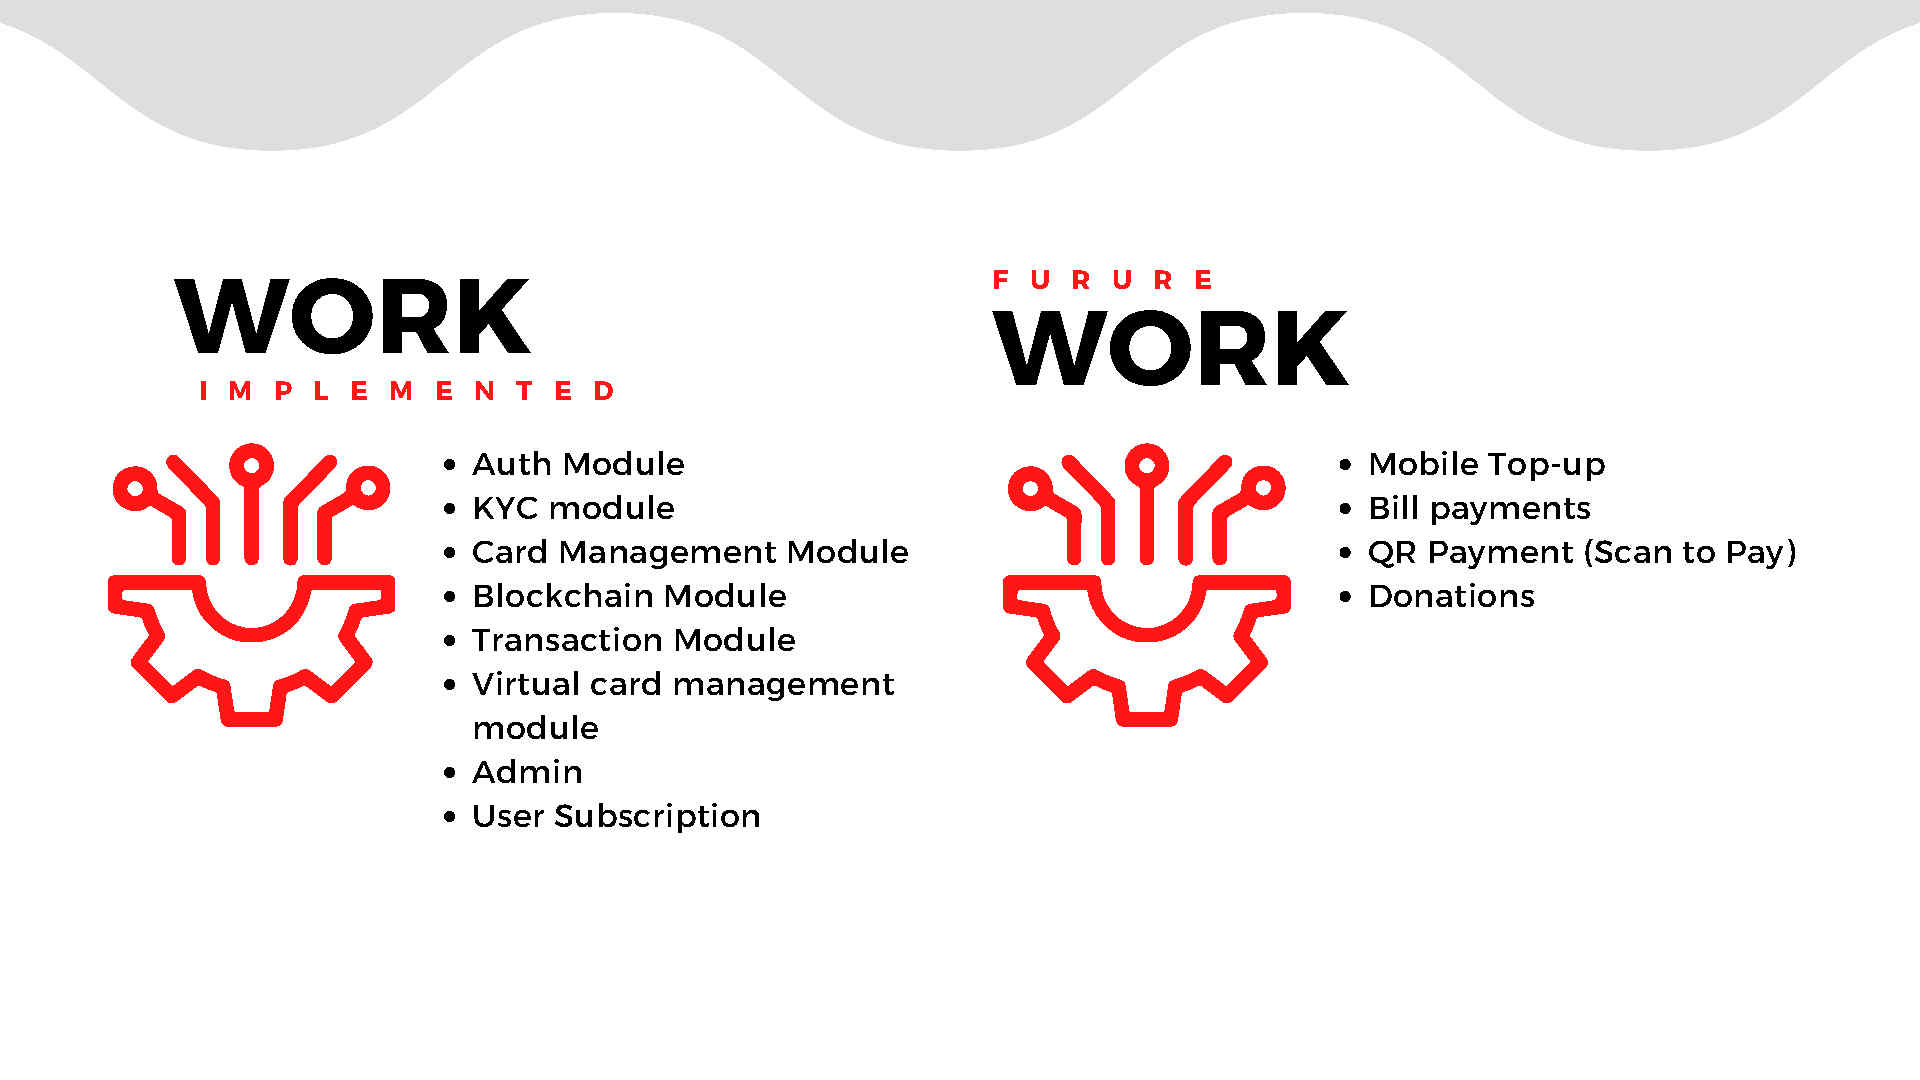 WORK
IMPLEMENTED
• Auth Module
• KYC module
• Card Management Module
• Blockchain Module
• Transaction Module
• Virtual card management
module
• Admin
• User Subscription
FURURE
WORK
• Mobile Top-up
• Bill payments
• QR Payment (Scan to Pay)
• Donations